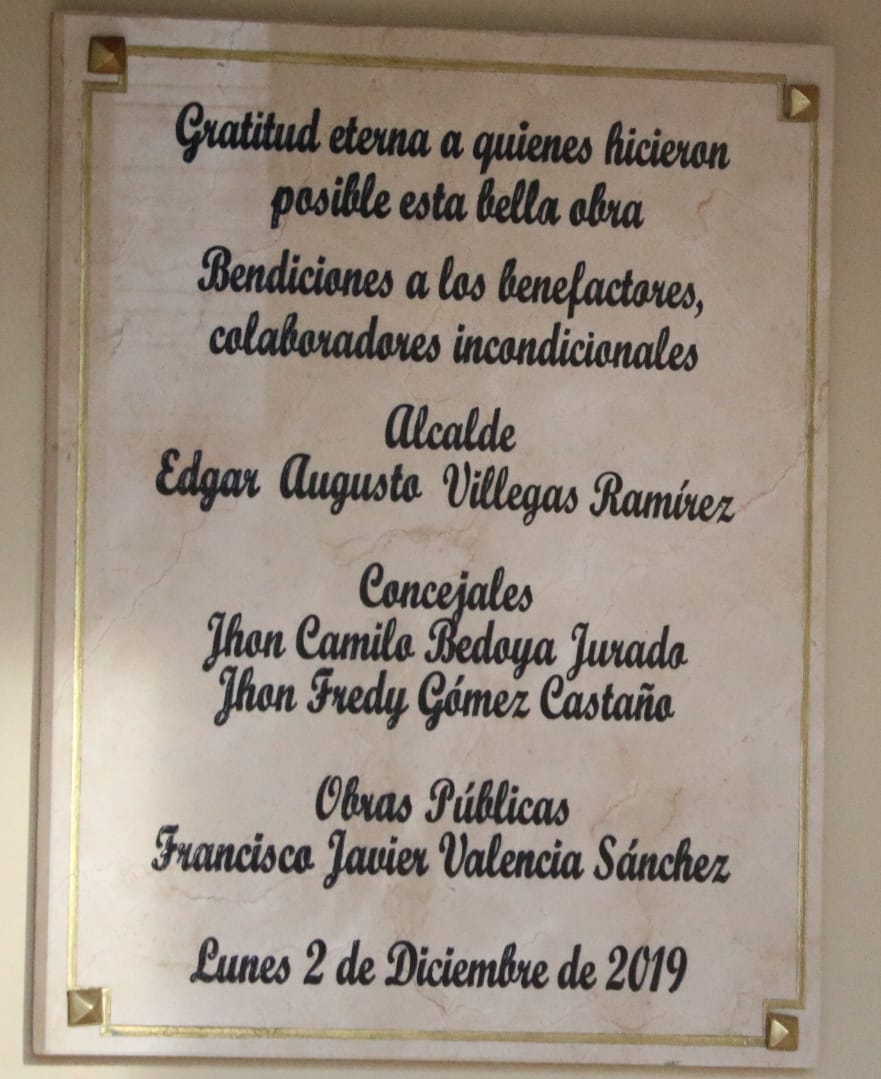 Gratitud eterna a quienes hicieron
posible esta bella obra
Bendiciones a los benefactores,
colaboradores incondicionales
Alcalde
Edgar Augusto Villegas Ramírez
Concejales
Jhon Camilo Bedoya Jurado
Jhon Fredy Gómez Castaño
Obras Públicas
Francisco Javier Valencia Sánchez
Lunes 2 de Diciembre de 2019